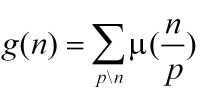 g(n) = ∑_{p\n} μ(n/p)